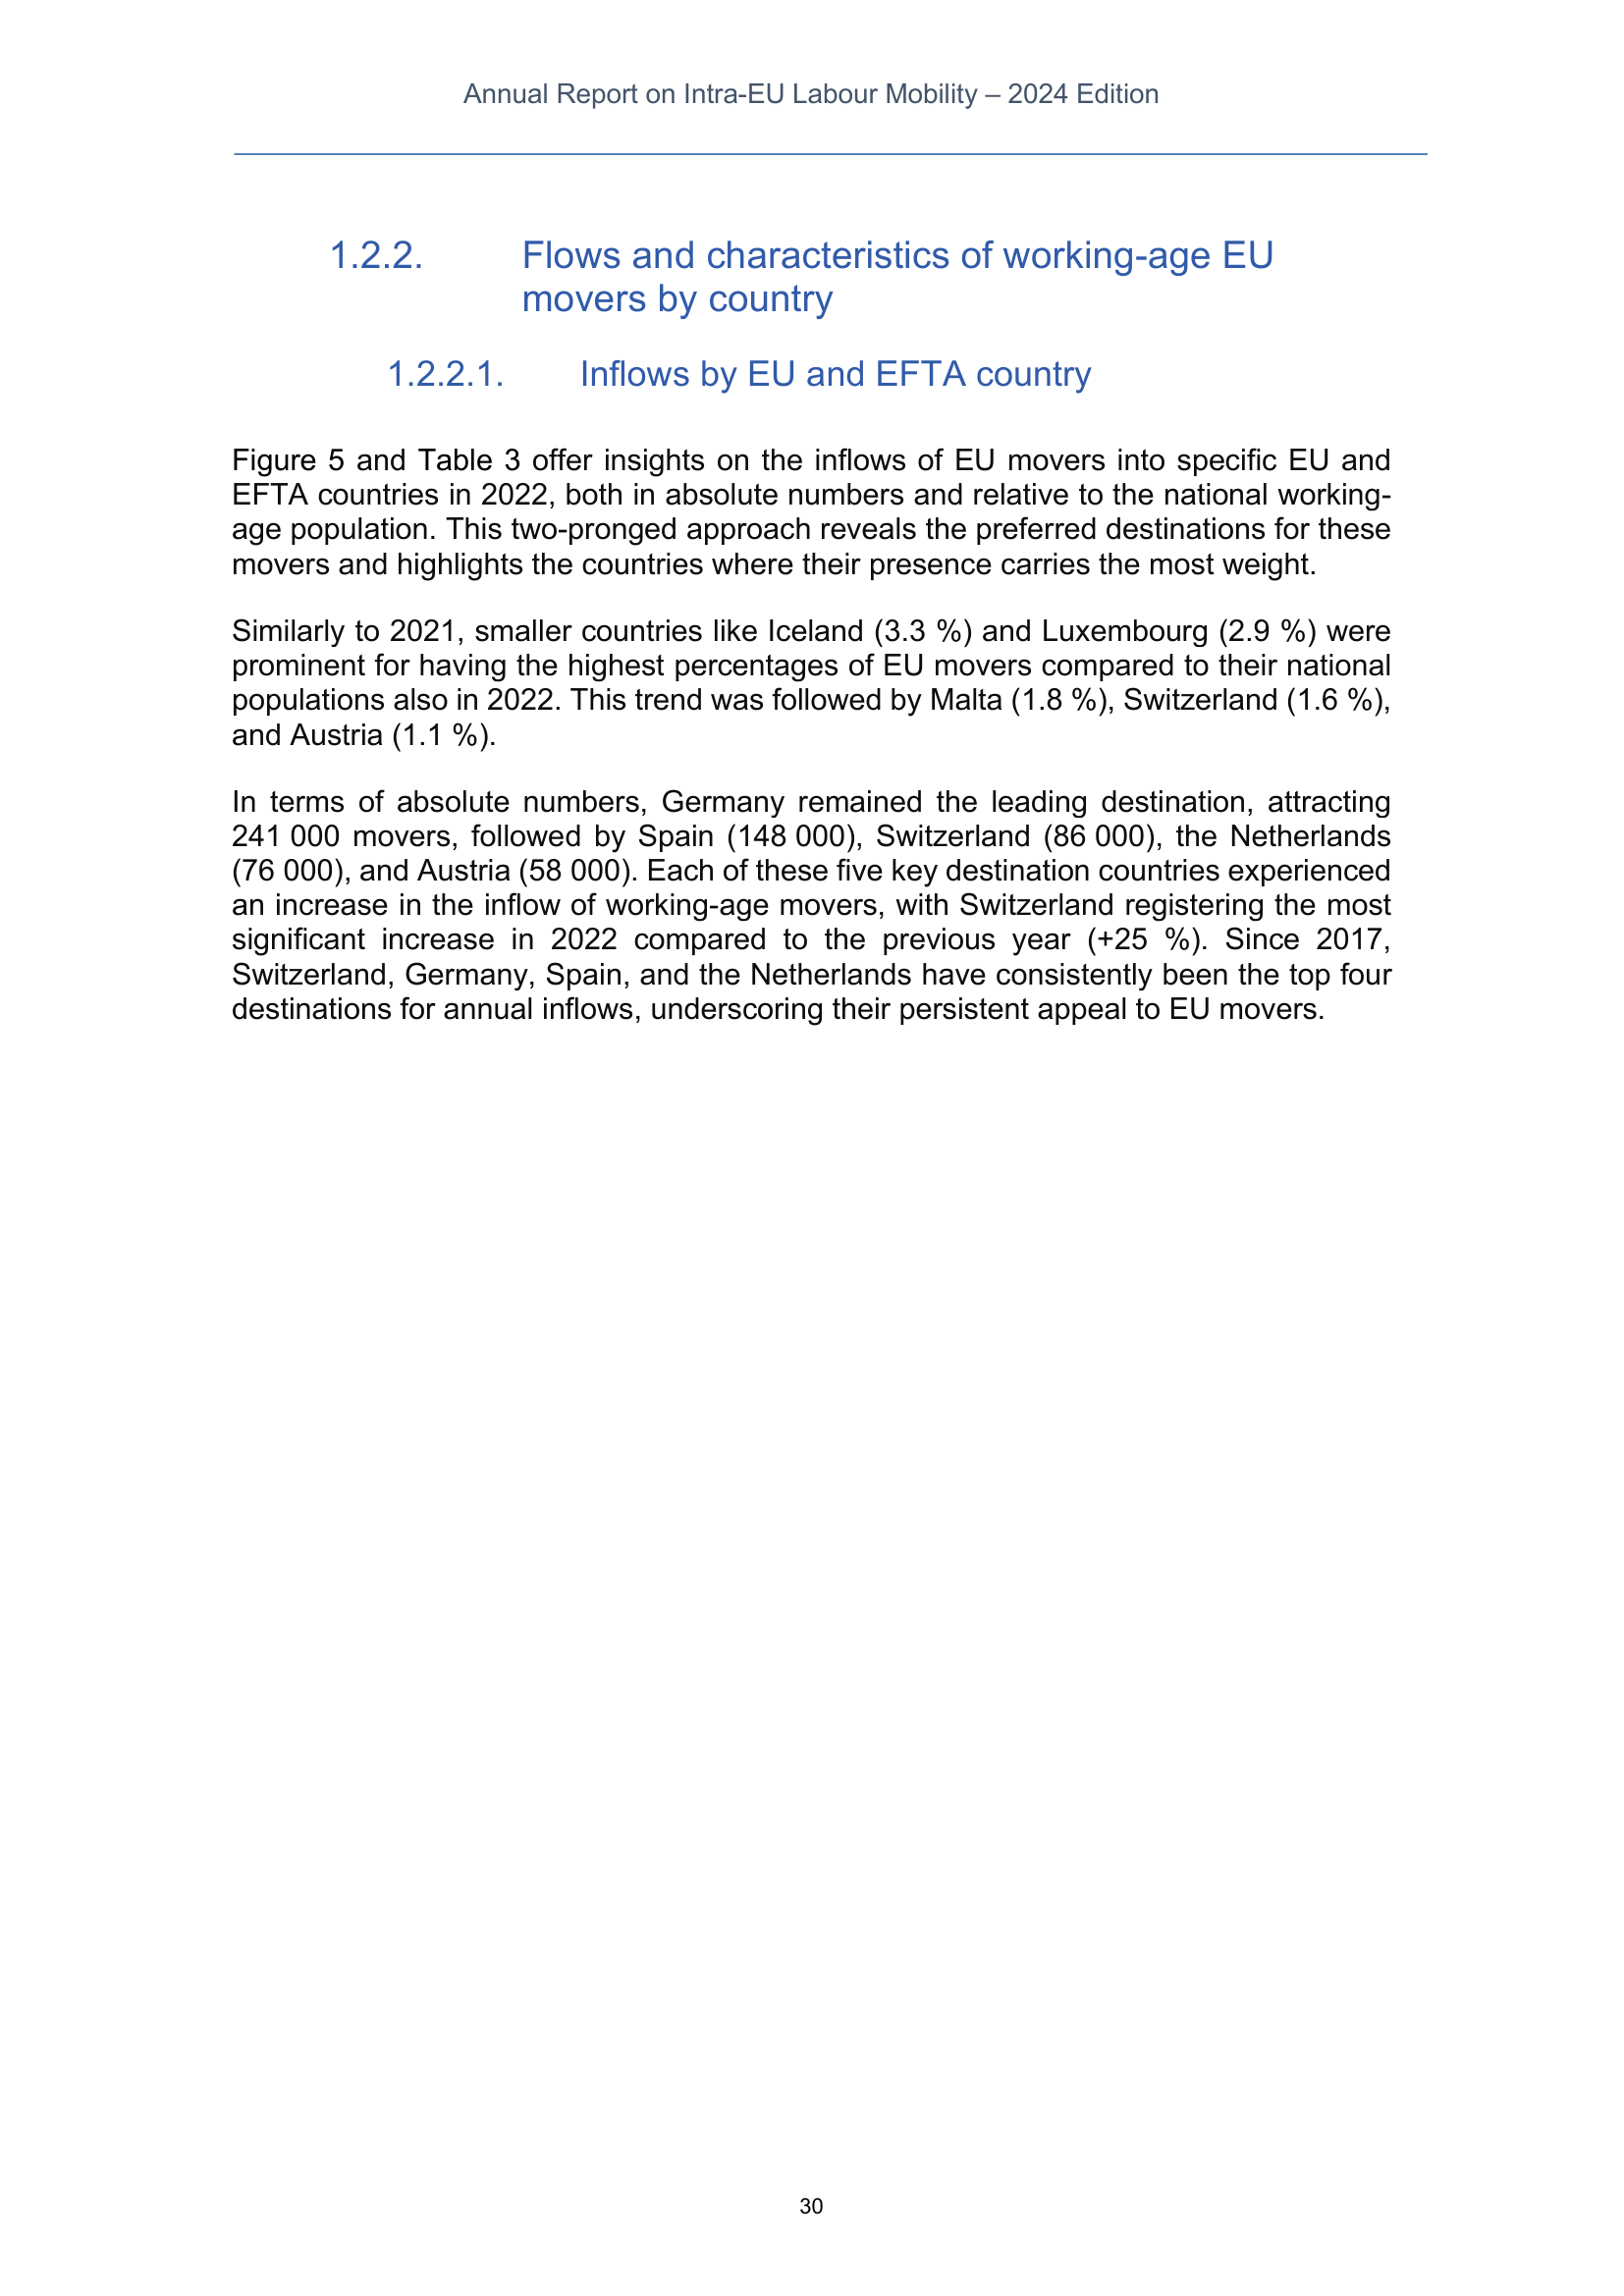 Annual Report on Intra-EU Labour Mobility – 2024 Edition
1.2.2. Flows and characteristics of working-age EU
movers by country
1.2.2.1. Inflows by EU and EFTA country
Figure 5 and Table 3 offer insights on the inflows of EU movers into specific EU and
EFTA countries in 2022, both in absolute numbers and relative to the national working-
age population. This two-pronged approach reveals the preferred destinations for these
movers and highlights the countries where their presence carries the most weight.
Similarly to 2021, smaller countries like Iceland (3.3 %) and Luxembourg (2.9 %) were
prominent for having the highest percentages of EU movers compared to their national
populations also in 2022. This trend was followed by Malta (1.8 %), Switzerland (1.6 %),
and Austria (1.1 %).
In terms of absolute numbers, Germany remained the leading destination, attracting
241 000 movers, followed by Spain (148 000), Switzerland (86 000), the Netherlands
(76 000), and Austria (58 000). Each of these five key destination countries experienced
an increase in the inflow of working-age movers, with Switzerland registering the most
significant increase in 2022 compared to the previous year (+25 %). Since 2017,
Switzerland, Germany, Spain, and the Netherlands have consistently been the top four
destinations for annual inflows, underscoring their persistent appeal to EU movers.
30